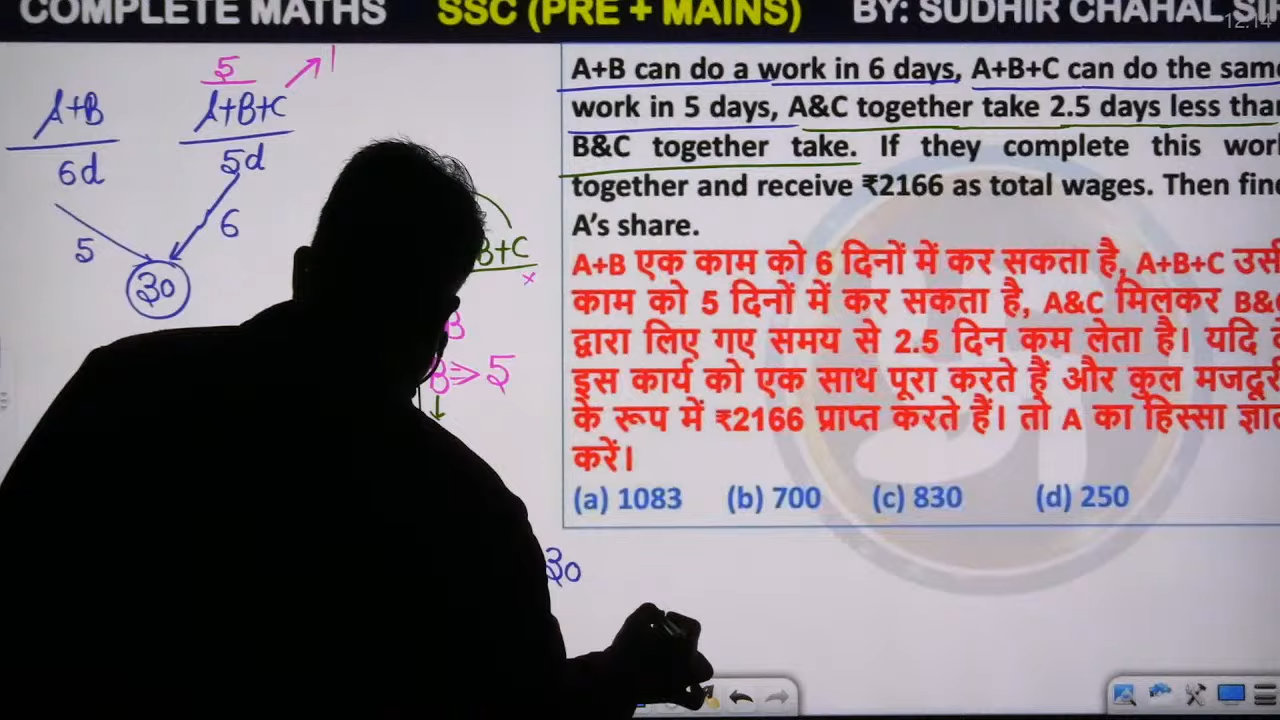 COMPLETE MATHS SSC (PRE + MAINS) BY: SUDHIR CHAHAL
12:14
A+B can do a work in 6 days, A+B+C can do the same
work in 5 days, A&C together take 2.5 days less than
B&C together take. If they complete this work
together and receive ₹2166 as total wages. Then find
A's share.
A+B एक काम को 6 दिनों में कर सकता है, A+B+C उसी
काम को 5 दिनों में कर सकता है, A&C मिलकर B&C
द्वारा लिए गए समय से 2.5 दिन कम लेता है। यदि
इस कार्य को एक साथ पूरा करते हैं और कुल मजदूरी
के रूप में ₹2166 प्राप्त करते हैं। तो A का हिस्सा ज्ञात
करें।
(a) 1083 (b) 700 (c) 830 (d) 250
5 1
A+B A+B+C
6d 5d
5 6
30
B+C
x
B
B => 5
30